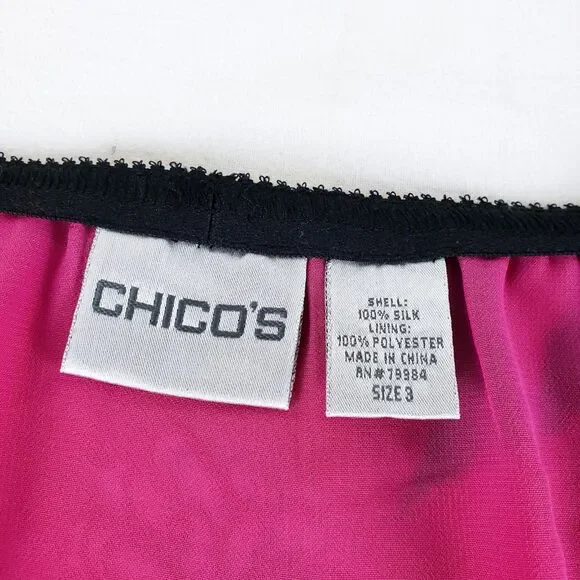 CHICO'S
SHELL:
100% SILK
LINING:
100% POLYESTER
MADE IN CHINA
RN#79984
SIZE 3